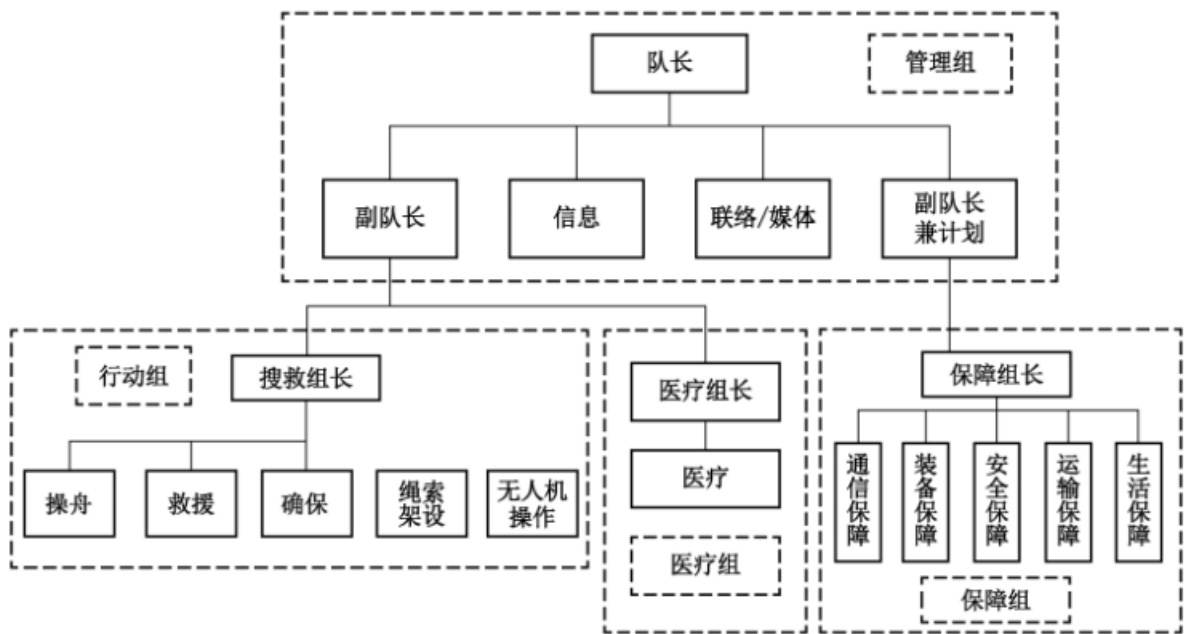 队长
管理组
副队长
信息
联络/媒体
副队长
兼计划
行动组
搜救组长
操舟
救援
确保
绳索
架设
无人机
操作
医疗组长
医疗
医疗组
保障组长
通信保障
装备保障
安全保障
运输保障
生活保障
保障组